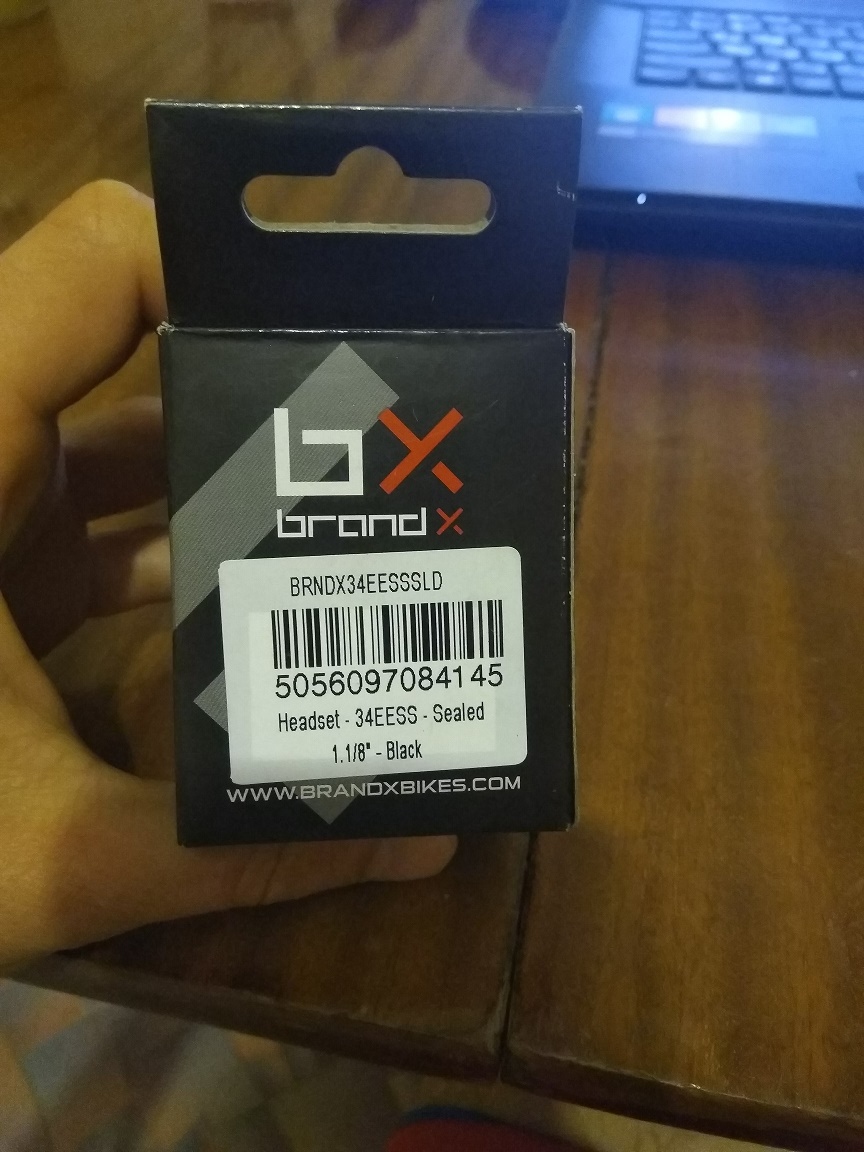 bx
brand x
BRNDX34EESSSLD
5056097084145
Headset - 34EESS - Sealed
1.1/8" - Black
WWW.BRANDXBIKES.COM